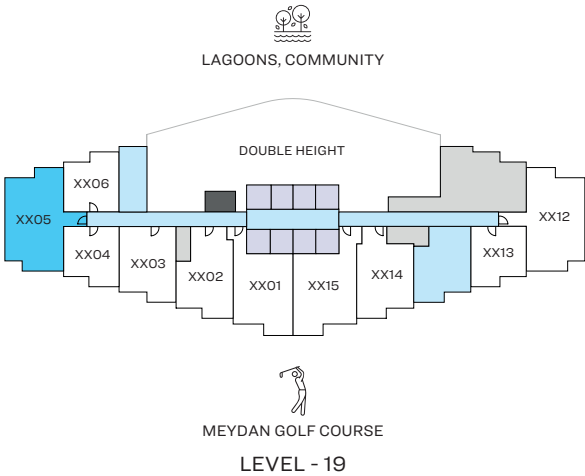 LAGOONS, COMMUNITY
DOUBLE HEIGHT
XX06
XX05
XX12
XX04
XX03
XX02
XX01
XX15
XX14
XX13
MEYDAN GOLF COURSE
LEVEL - 19